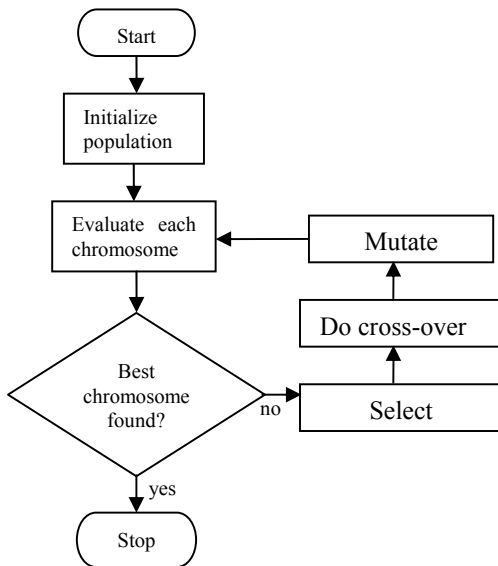 Start
Initialize
population
Evaluate each
chromosome
Best
chromosome
found?
no
yes
Stop
Select
Do cross-over
Mutate